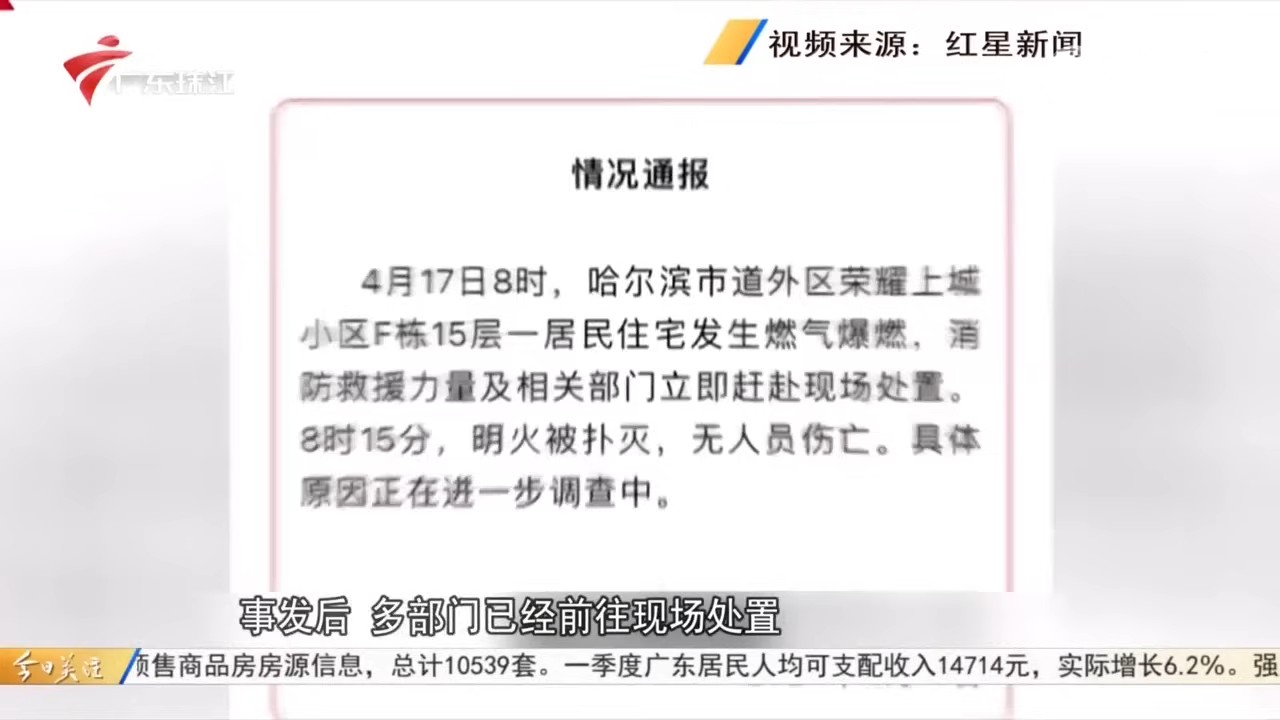 视频来源：红星新闻
广东珠江
情况通报
4月17日8时，哈尔滨市道外区荣耀上城
小区F栋15层一居民住宅发生燃气爆燃，消
防救援力量及相关部门立即赶赴现场处置。
8时15分，明火被扑灭，无人员伤亡。具体
原因正在进一步调查中。
事发后 多部门已经前往现场处置
今日关注
预售商品房房源信息，总计10539套。一季度广东居民人均可支配收入14714元，实际增长6.2%。强